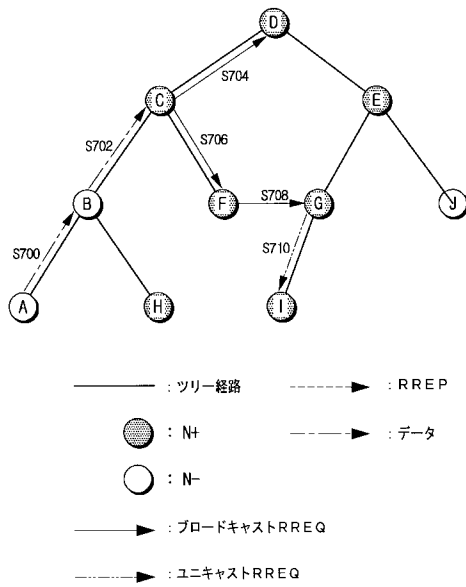 D
S704
C
E
S706
S702
B
F
S708
G
J
S700
S710
A
H
I
: ツリー経路
: RREP
: N+
: データ
: N-
: ブロードキャストRREQ
: ユニキャストRREQ